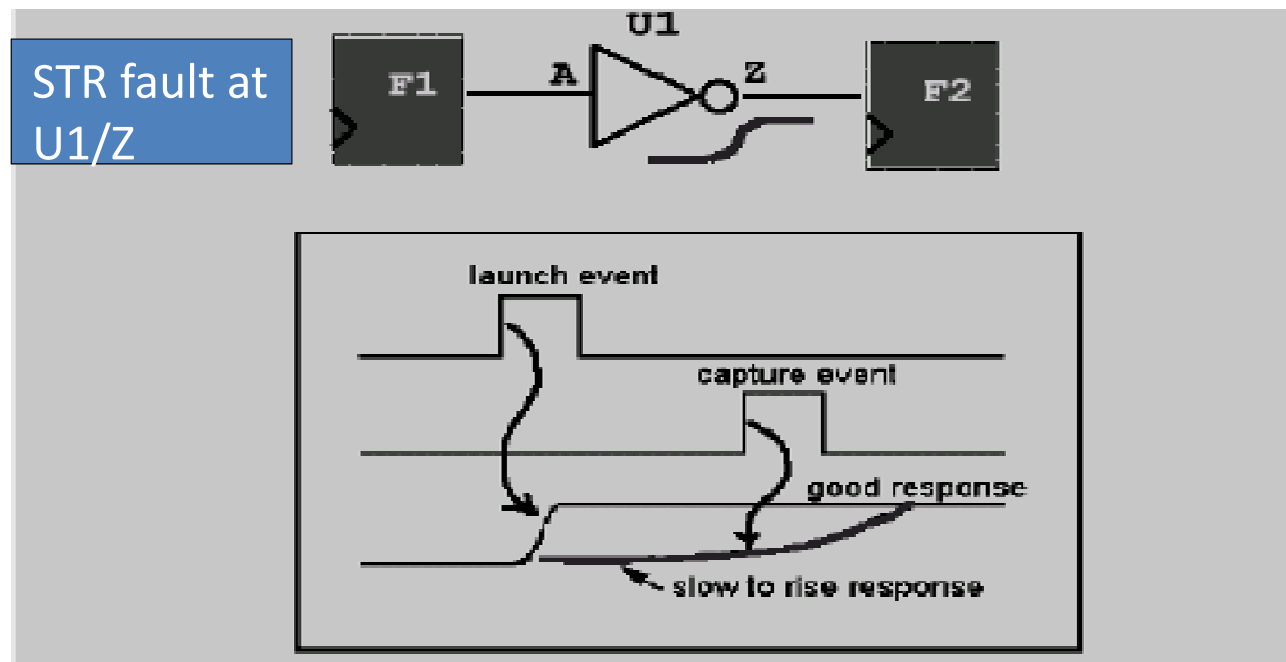 U1
STR fault at
U1/Z
F1
A
Z
F2
launch event
capture event
good response
slow to rise response